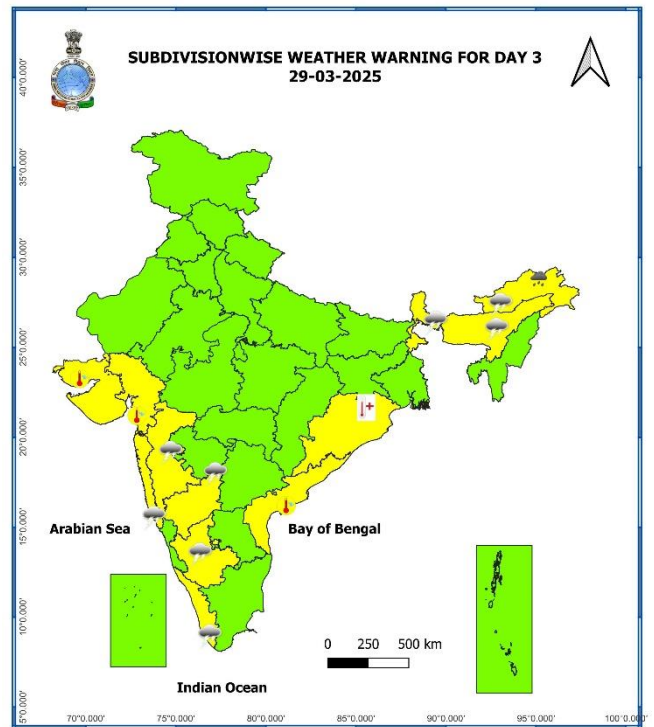 SUBDIVISIONWISE WEATHER WARNING FOR DAY 3
29-03-2025
40°0.000'
35°0.000'
30°0.000'
25°0.000'
20°0.000'
15°0.000'
10°0.000'
5°0.000'
Arabian Sea
Bay of Bengal
0 250 500 km
Indian Ocean
70°0.000' 75°0.000' 80°0.000' 85°0.000' 90°0.000' 95°0.000' 100°0.000'